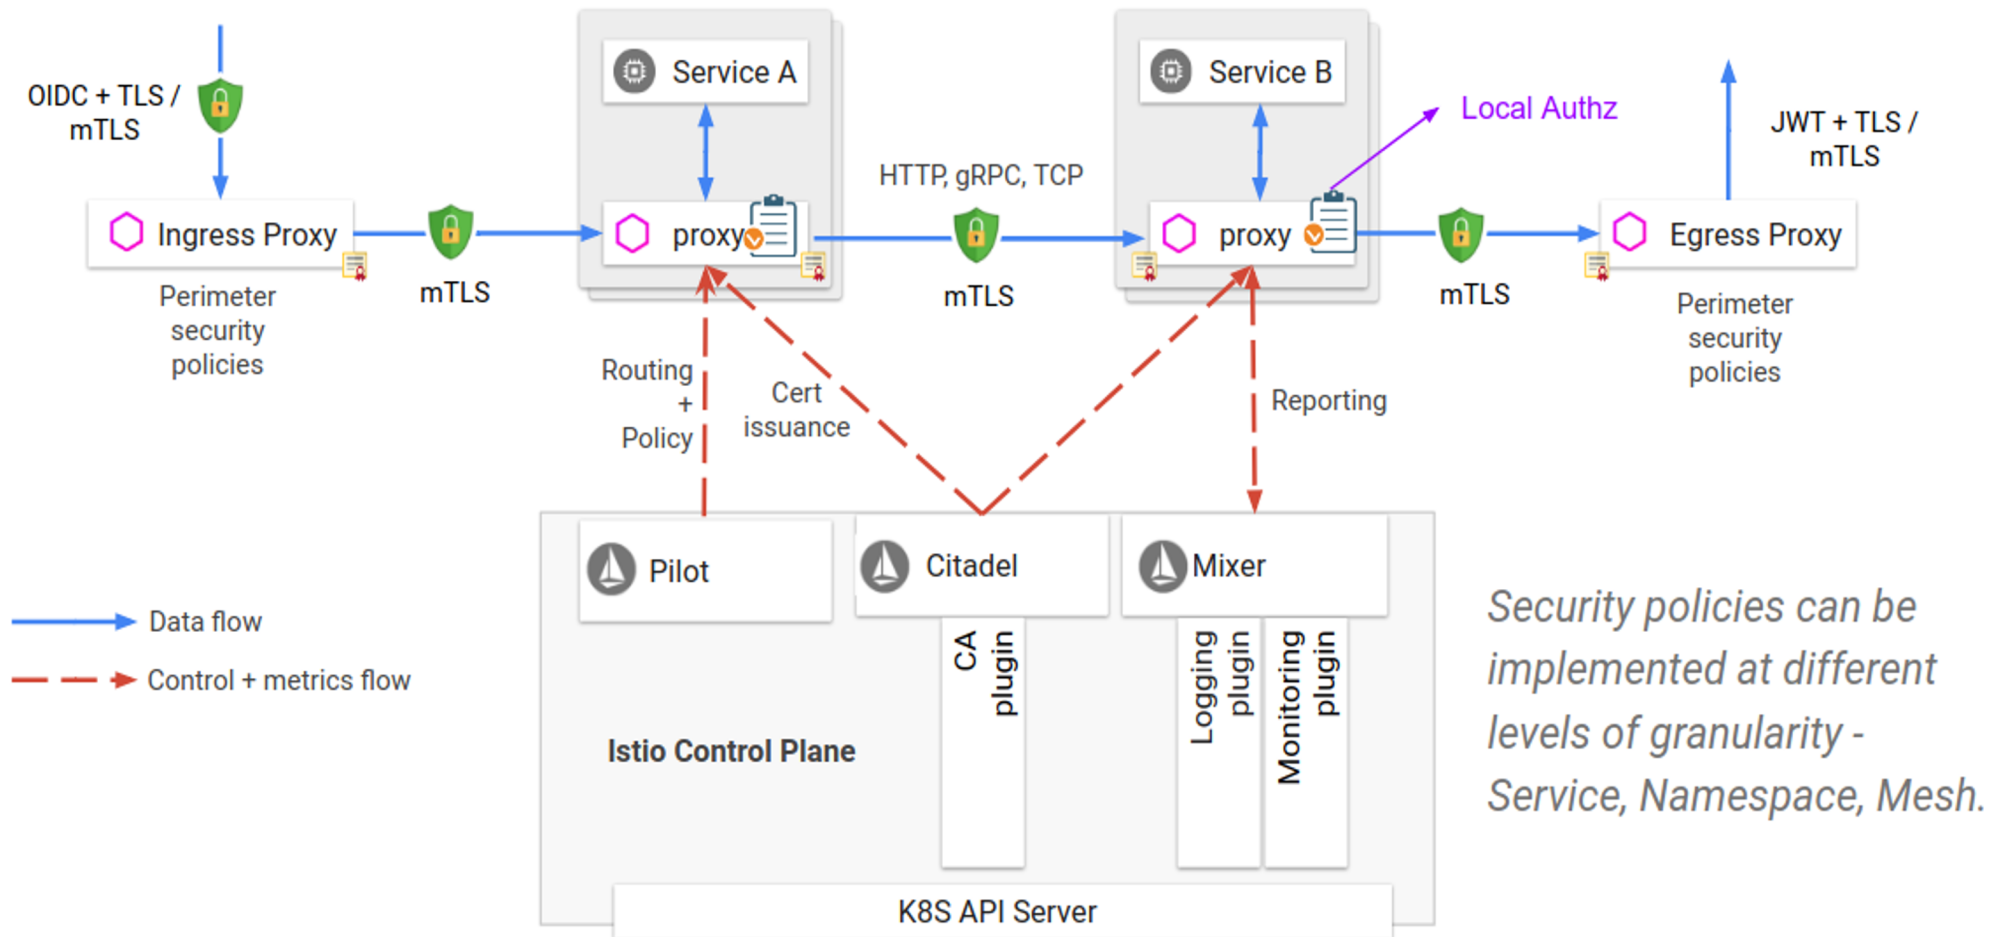 OIDC + TLS /
mTLS
Ingress Proxy
Perimeter
security
policies
mTLS
Service A
proxy
HTTP, gRPC, TCP
mTLS
Service B
proxy
Local Authz
mTLS
JWT + TLS /
mTLS
Egress Proxy
Perimeter
security
policies
Routing
+
Policy
Cert
issuance
Reporting
Pilot
Citadel
Mixer
CA
plugin
Logging
plugin
Monitoring
plugin
Istio Control Plane
K8S API Server
Data flow
Control + metrics flow
Security policies can be
implemented at different
levels of granularity -
Service, Namespace, Mesh.